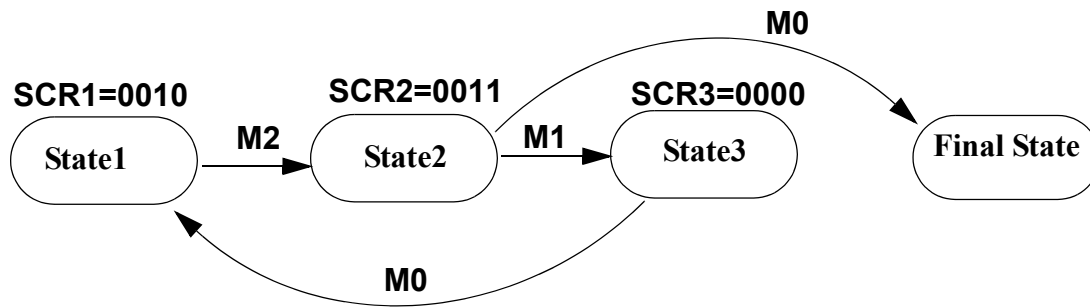 M0
SCR1=0010
SCR2=0011
SCR3=0000
State1
M2
State2
M1
State3
Final State
M0